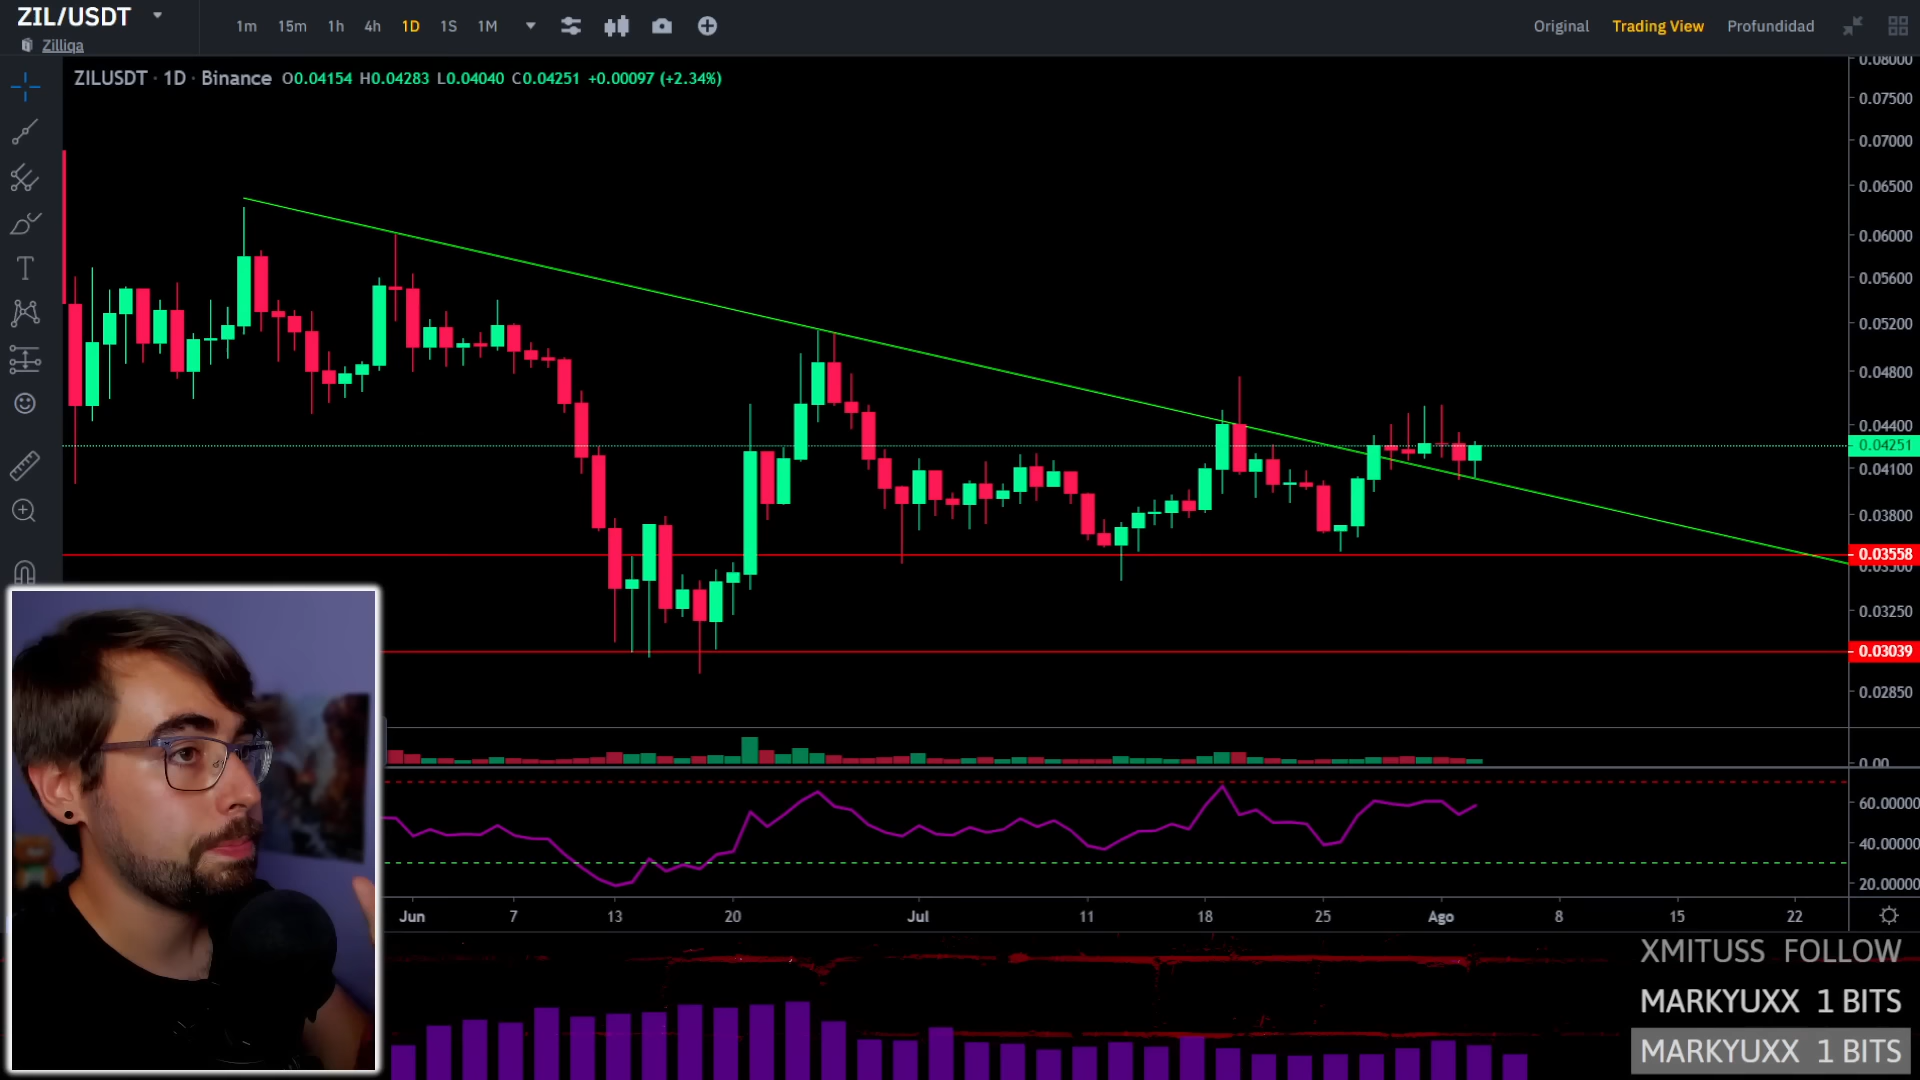 ZIL/USDT
Zilliqa
1m 15m 1h 4h 1D 1S 1M
Original Trading View Profundidad
ZILUSDT · 1D · Binance O0.04154 H0.04283 L0.04040 C0.04251 +0.00097 (+2.34%)
0.08000
0.07500
0.07000
0.06500
0.06000
0.05600
0.05200
0.04800
0.04400
0.04251
0.04100
0.03800
0.03558
0.03500
0.03250
0.03039
0.02850
0.00
60.00000
40.00000
20.00000
Jun 7 13 20 Jul 11 18 25 Ago 8 15 22
XMITUSS FOLLOW
MARKYUXX 1 BITS
MARKYUXX 1 BITS